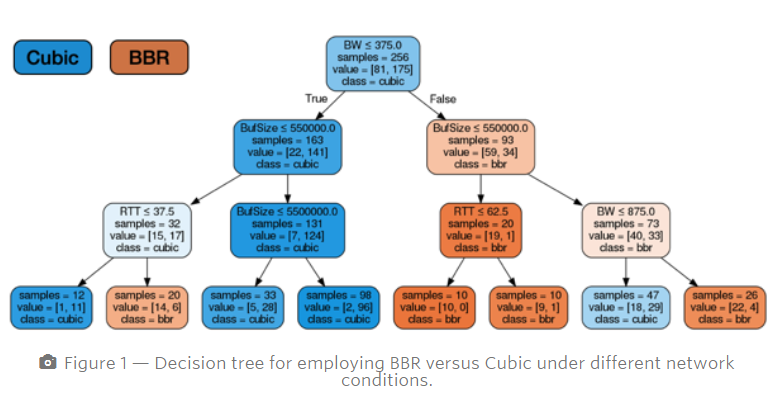 Cubic
BBR
BW ≤ 375.0
samples = 256
value = [81, 175]
class = cubic
True
False
BufSize ≤ 550000.0
samples = 163
value = [22, 141]
class = cubic
BufSize ≤ 550000.0
samples = 93
value = [59, 34]
class = bbr
RTT ≤ 37.5
samples = 32
value = [15, 17]
class = cubic
BufSize ≤ 5500000.0
samples = 131
value = [7, 124]
class = cubic
RTT ≤ 62.5
samples = 20
value = [19, 1]
class = bbr
BW ≤ 875.0
samples = 73
value = [40, 33]
class = bbr
samples = 12
value = [1, 11]
class = cubic
samples = 20
value = [14, 6]
class = bbr
samples = 33
value = [5, 28]
class = cubic
samples = 98
value = [2, 96]
class = cubic
samples = 10
value = [10, 0]
class = bbr
samples = 10
value = [9, 1]
class = bbr
samples = 47
value = [18, 29]
class = cubic
samples = 26
value = [22, 4]
class = bbr
Figure 1 — Decision tree for employing BBR versus Cubic under different network
conditions.